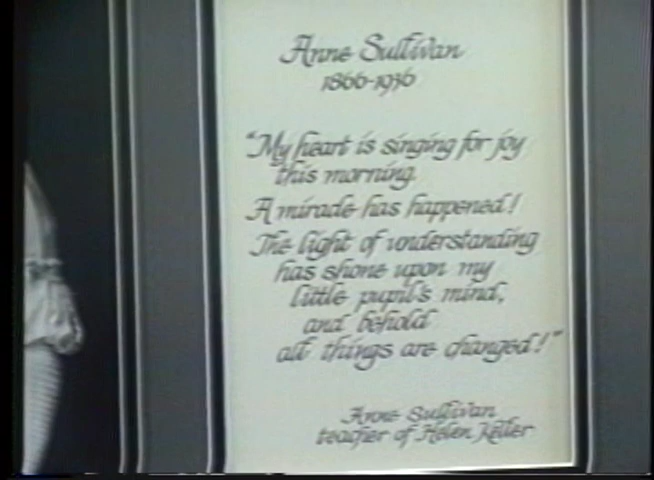 Anne Sullivan
1866-1936
"My heart is singing for joy
this morning.
A miracle has happened!
The light of understanding
has shone upon my
little pupil's mind,
and behold
all things are changed!"
Anne Sullivan
teacher of Helen Keller